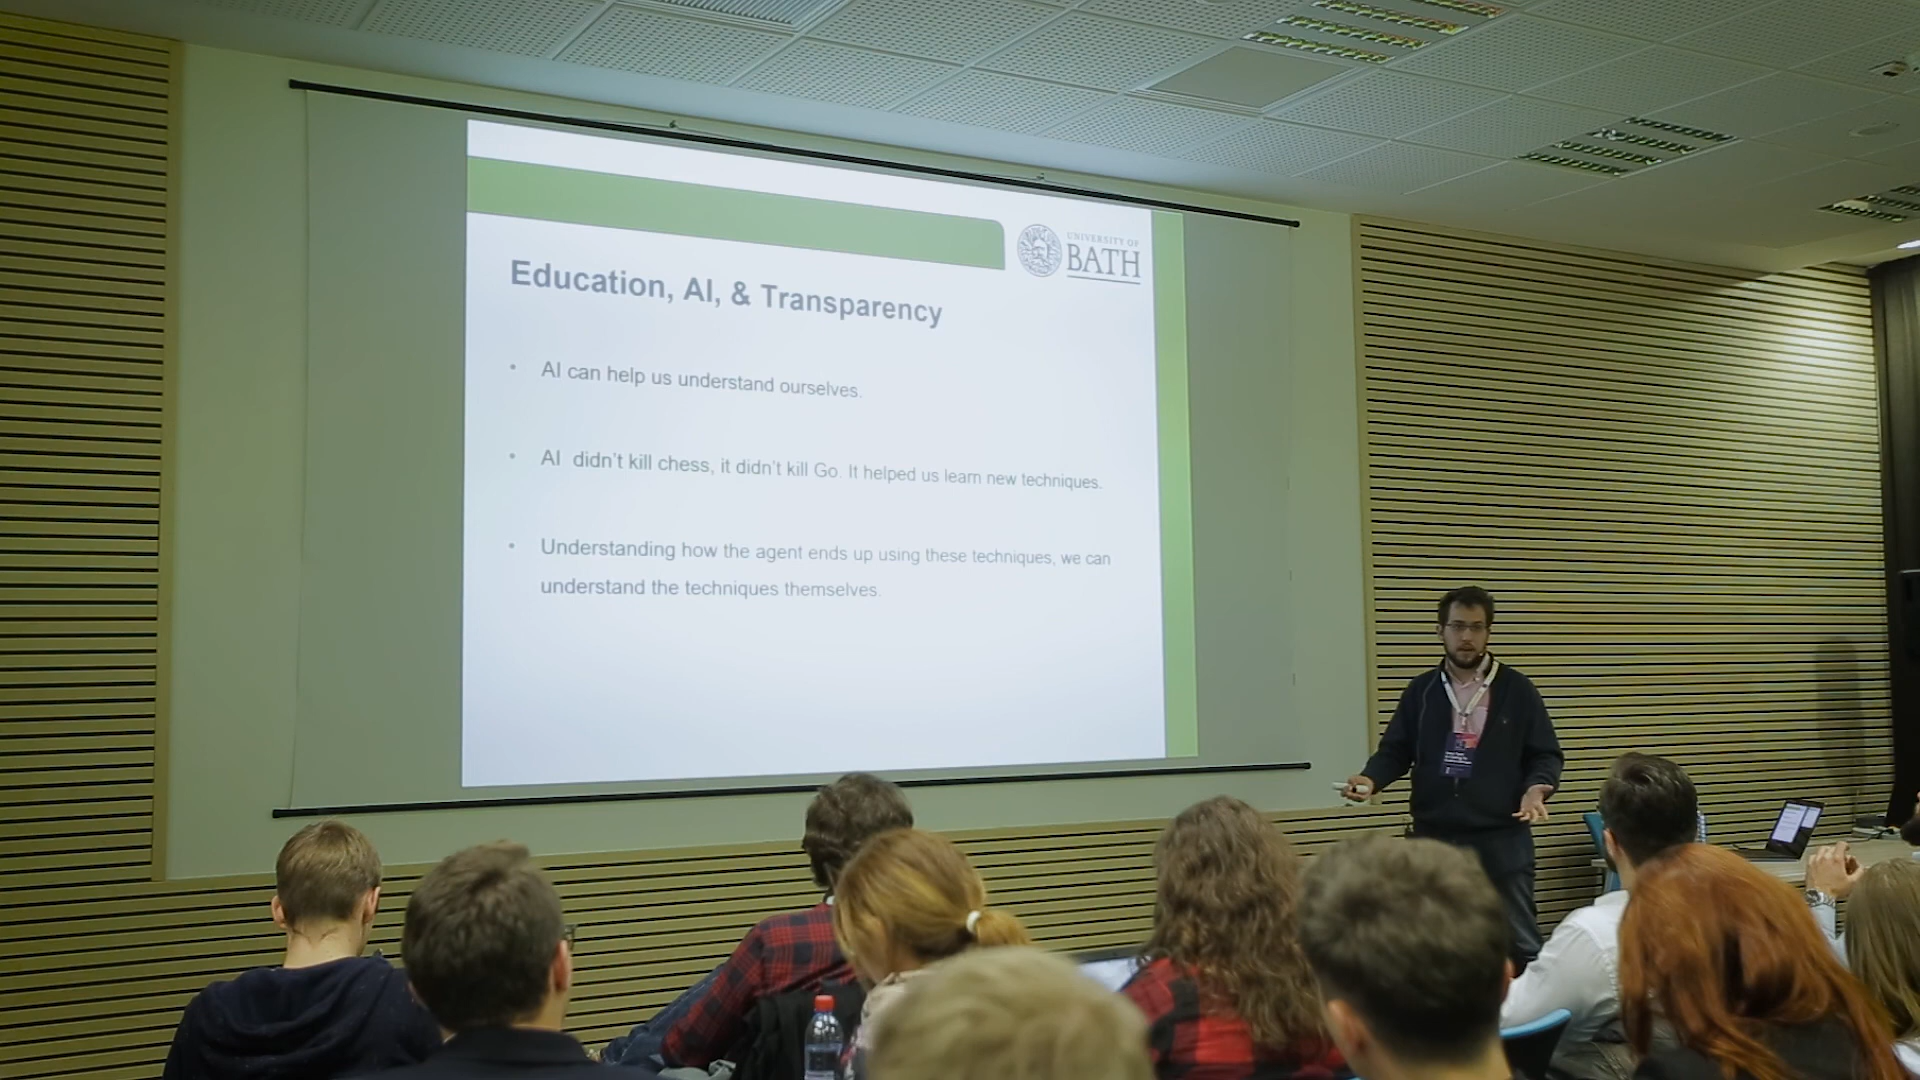 UNIVERSITY OF
BATH
Education, AI, & Transparency
• AI can help us understand ourselves.
• AI didn't kill chess, it didn't kill Go. It helped us learn new techniques.
• Understanding how the agent ends up using these techniques, we can
understand the techniques themselves.